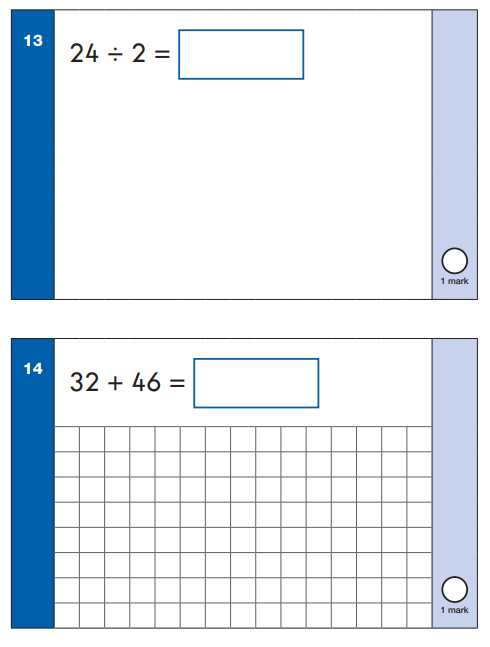 13
24 ÷ 2 =
1 mark
14
32 + 46 =
1 mark